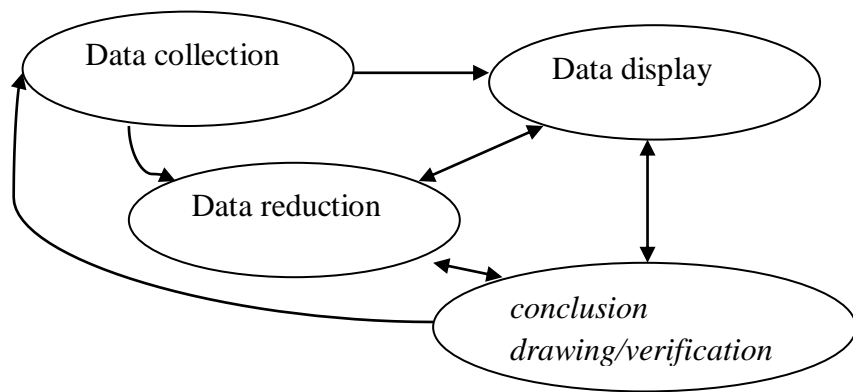 Data collection
Data display
Data reduction
conclusion
drawing/verification